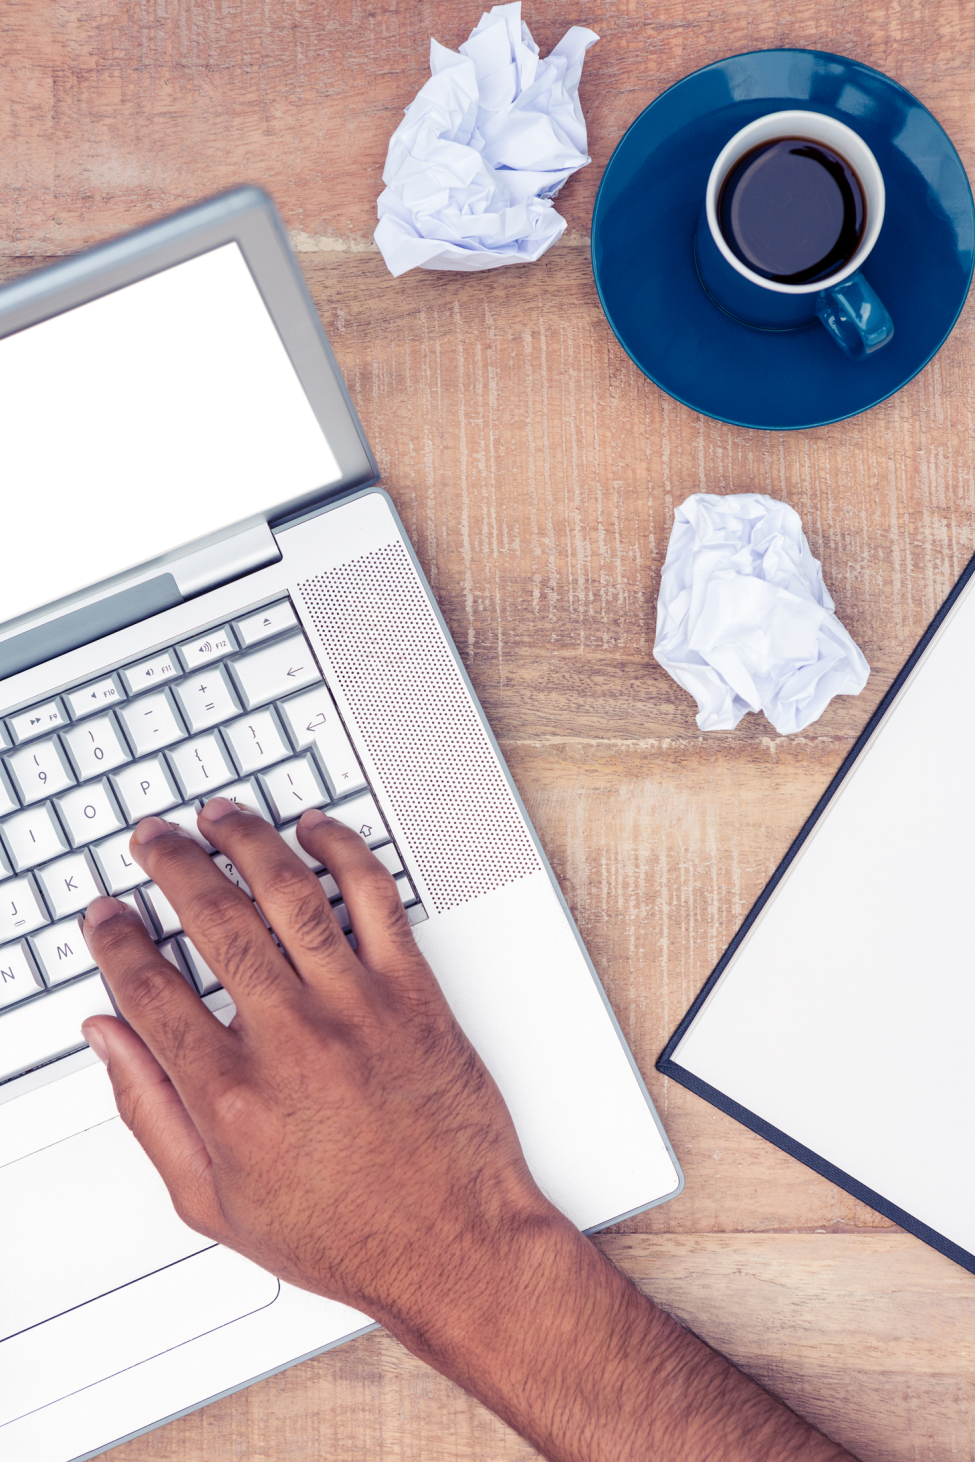 F9 F10 F11 F12
( 9 ) 0 _ - + =
I O P { [ } ]
J K L | \
N M ?